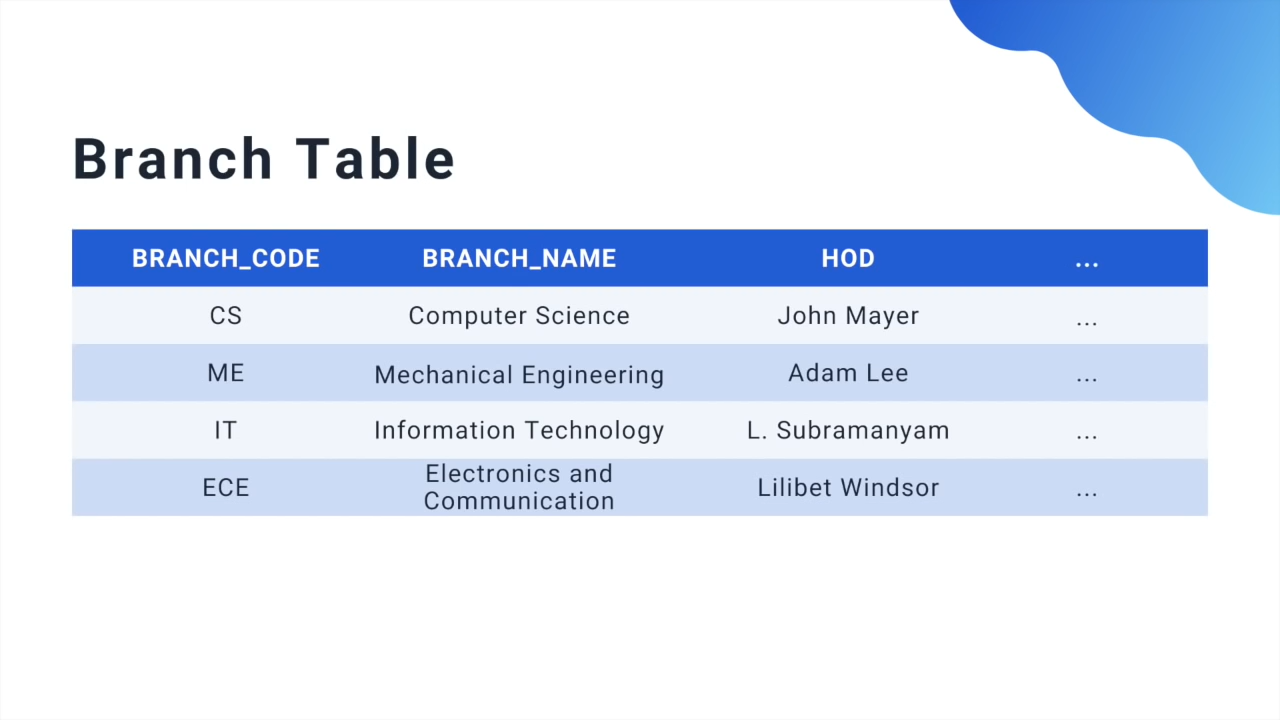 Branch Table
BRANCH_CODE BRANCH_NAME HOD ...
CS Computer Science John Mayer ...
ME Mechanical Engineering Adam Lee ...
IT Information Technology L. Subramanyam ...
ECE Electronics and Communication Lilibet Windsor ...